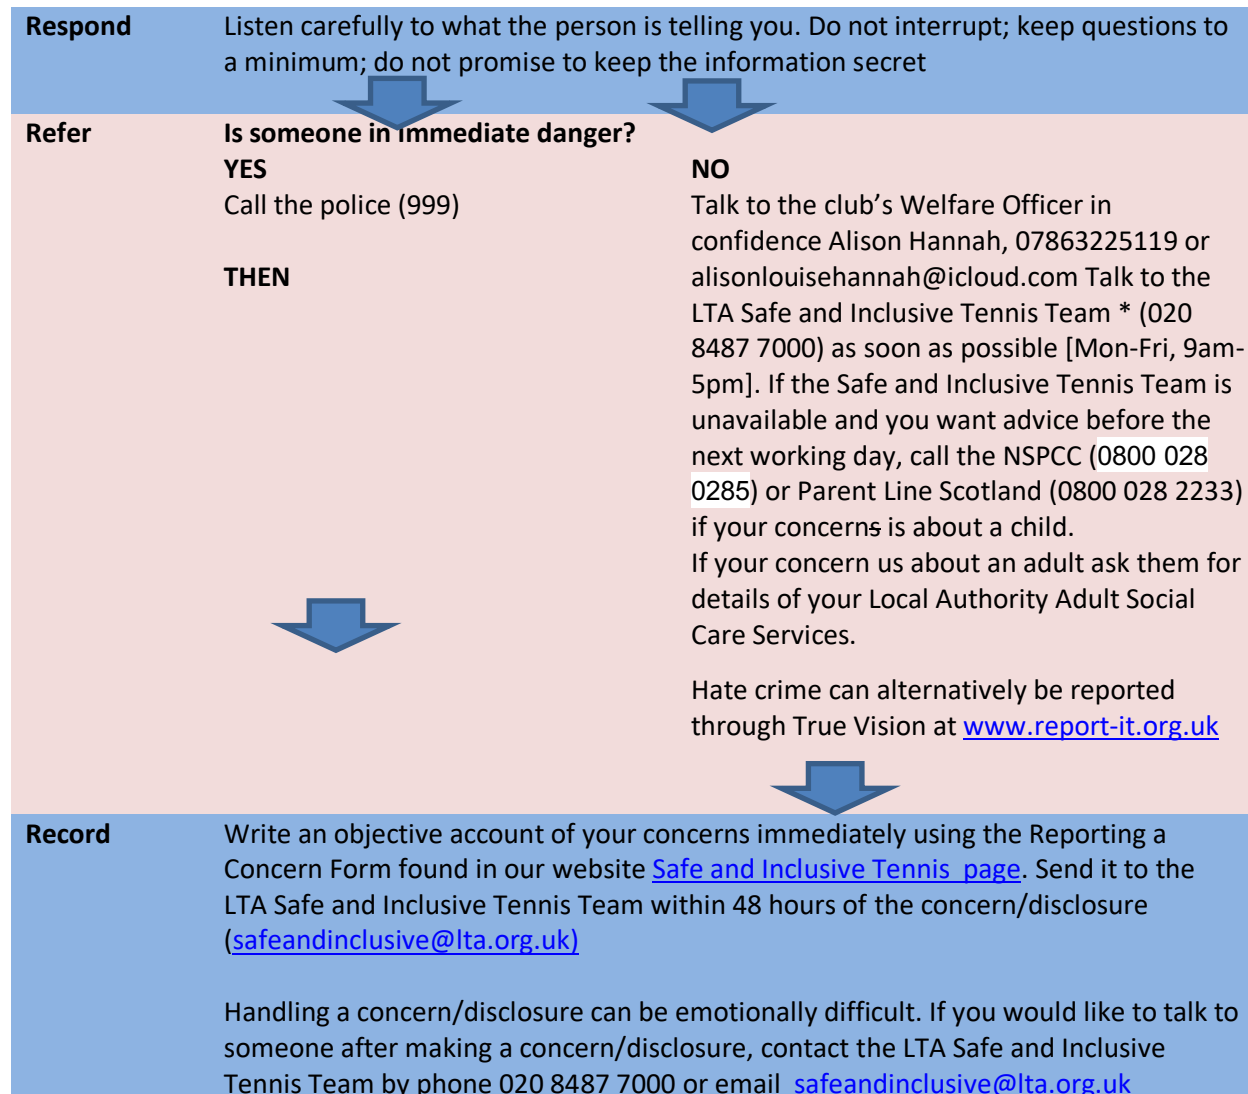 Respond
Listen carefully to what the person is telling you. Do not interrupt; keep questions to
a minimum; do not promise to keep the information secret
Refer
Is someone in immediate danger?
YES
Call the police (999)
THEN
NO
Talk to the club's Welfare Officer in
confidence Alison Hannah, 07863225119 or
alisonlouisehannah@icloud.com Talk to the
LTA Safe and Inclusive Tennis Team * (020
8487 7000) as soon as possible [Mon-Fri, 9am-
5pm]. If the Safe and Inclusive Tennis Team is
unavailable and you want advice before the
next working day, call the NSPCC (0800 028
0285) or Parent Line Scotland (0800 028 2233)
if your concerns is about a child.
If your concern us about an adult ask them for
details of your Local Authority Adult Social
Care Services.
Hate crime can alternatively be reported
through True Vision at www.report-it.org.uk
Record
Write an objective account of your concerns immediately using the Reporting a
Concern Form found in our website Safe and Inclusive Tennis  page. Send it to the
LTA Safe and Inclusive Tennis Team within 48 hours of the concern/disclosure
(safeandinclusive@lta.org.uk)
Handling a concern/disclosure can be emotionally difficult. If you would like to talk to
someone after making a concern/disclosure, contact the LTA Safe and Inclusive
Tennis Team by phone 020 8487 7000 or email  safeandinclusive@lta.org.uk